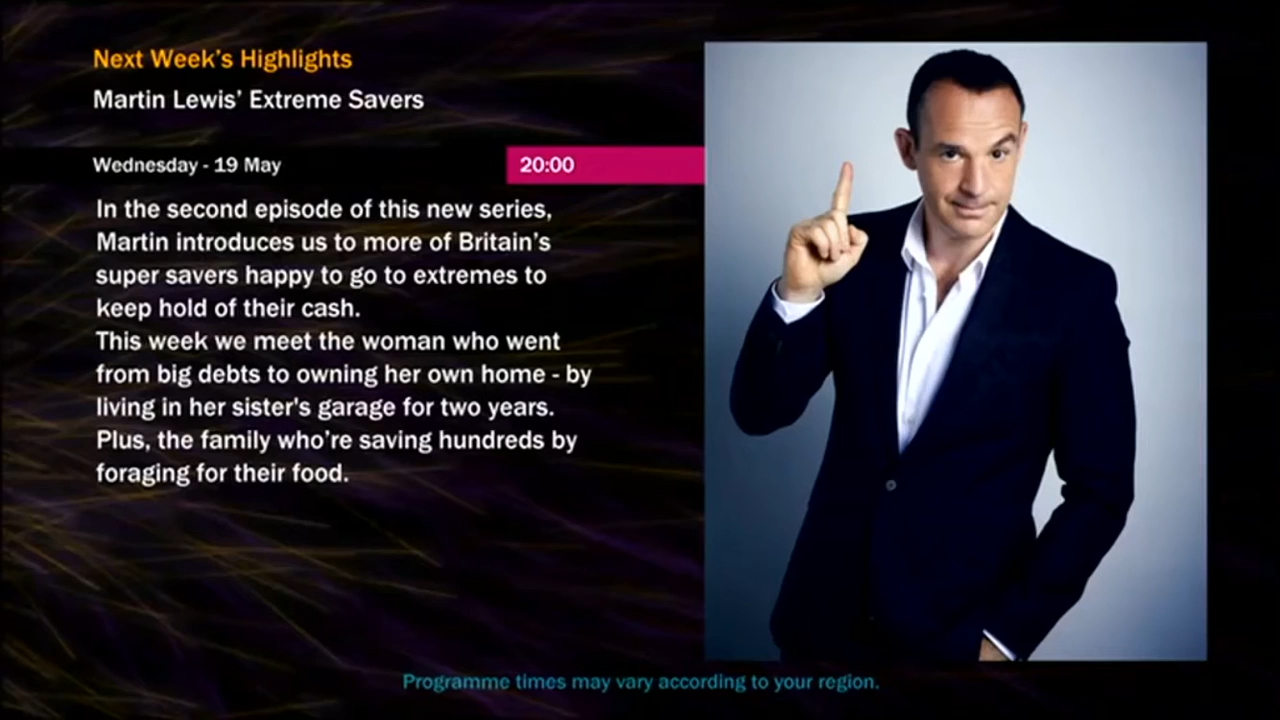 Next Week’s Highlights
Martin Lewis’ Extreme Savers
Wednesday - 19 May
20:00
In the second episode of this new series,
Martin introduces us to more of Britain’s
super savers happy to go to extremes to
keep hold of their cash.
This week we meet the woman who went
from big debts to owning her own home - by
living in her sister's garage for two years.
Plus, the family who’re saving hundreds by
foraging for their food.
Programme times may vary according to your region.